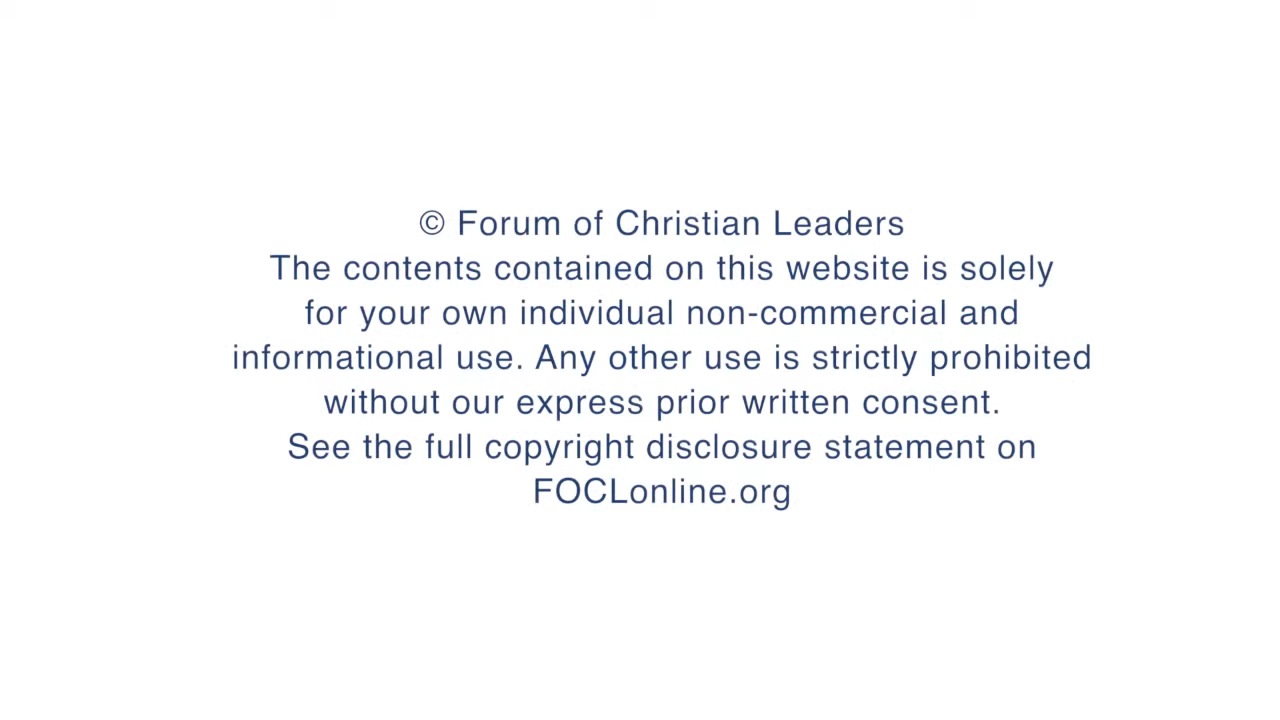 © Forum of Christian Leaders
The contents contained on this website is solely
for your own individual non-commercial and
informational use. Any other use is strictly prohibited
without our express prior written consent.
See the full copyright disclosure statement on
FOCLonline.org